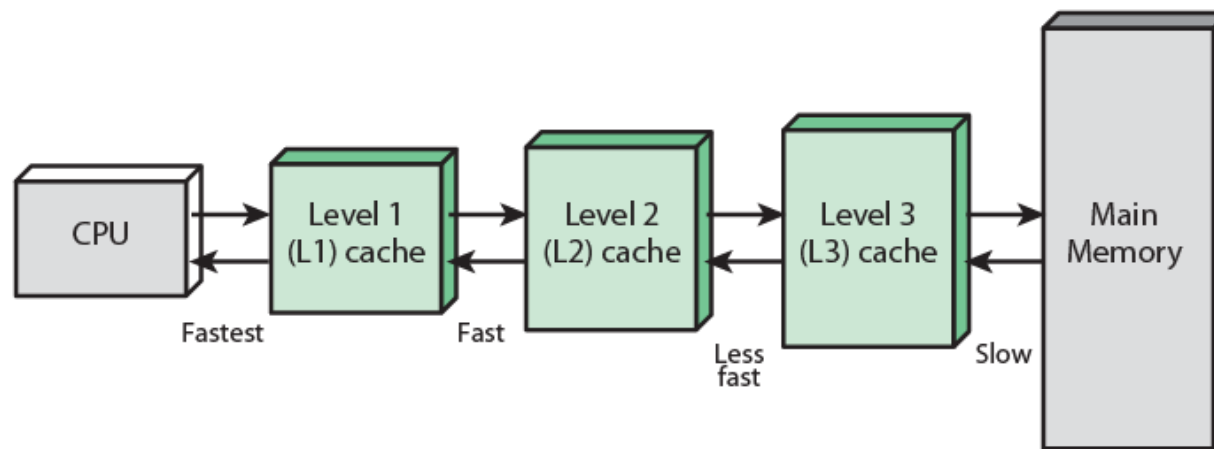 CPU
Level 1
(L1) cache
Level 2
(L2) cache
Level 3
(L3) cache
Main
Memory
Fastest
Fast
Less
fast
Slow